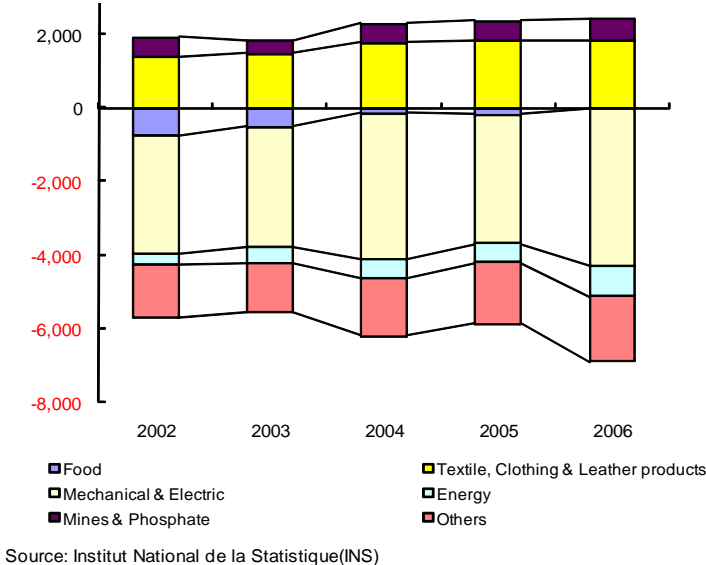 2,000
0
-2,000
-4,000
-6,000
-8,000
2002 2003 2004 2005 2006
Food
Textile, Clothing & Leather products
Mechanical & Electric
Energy
Mines & Phosphate
Others
Source: Institut National de la Statistique(INS)